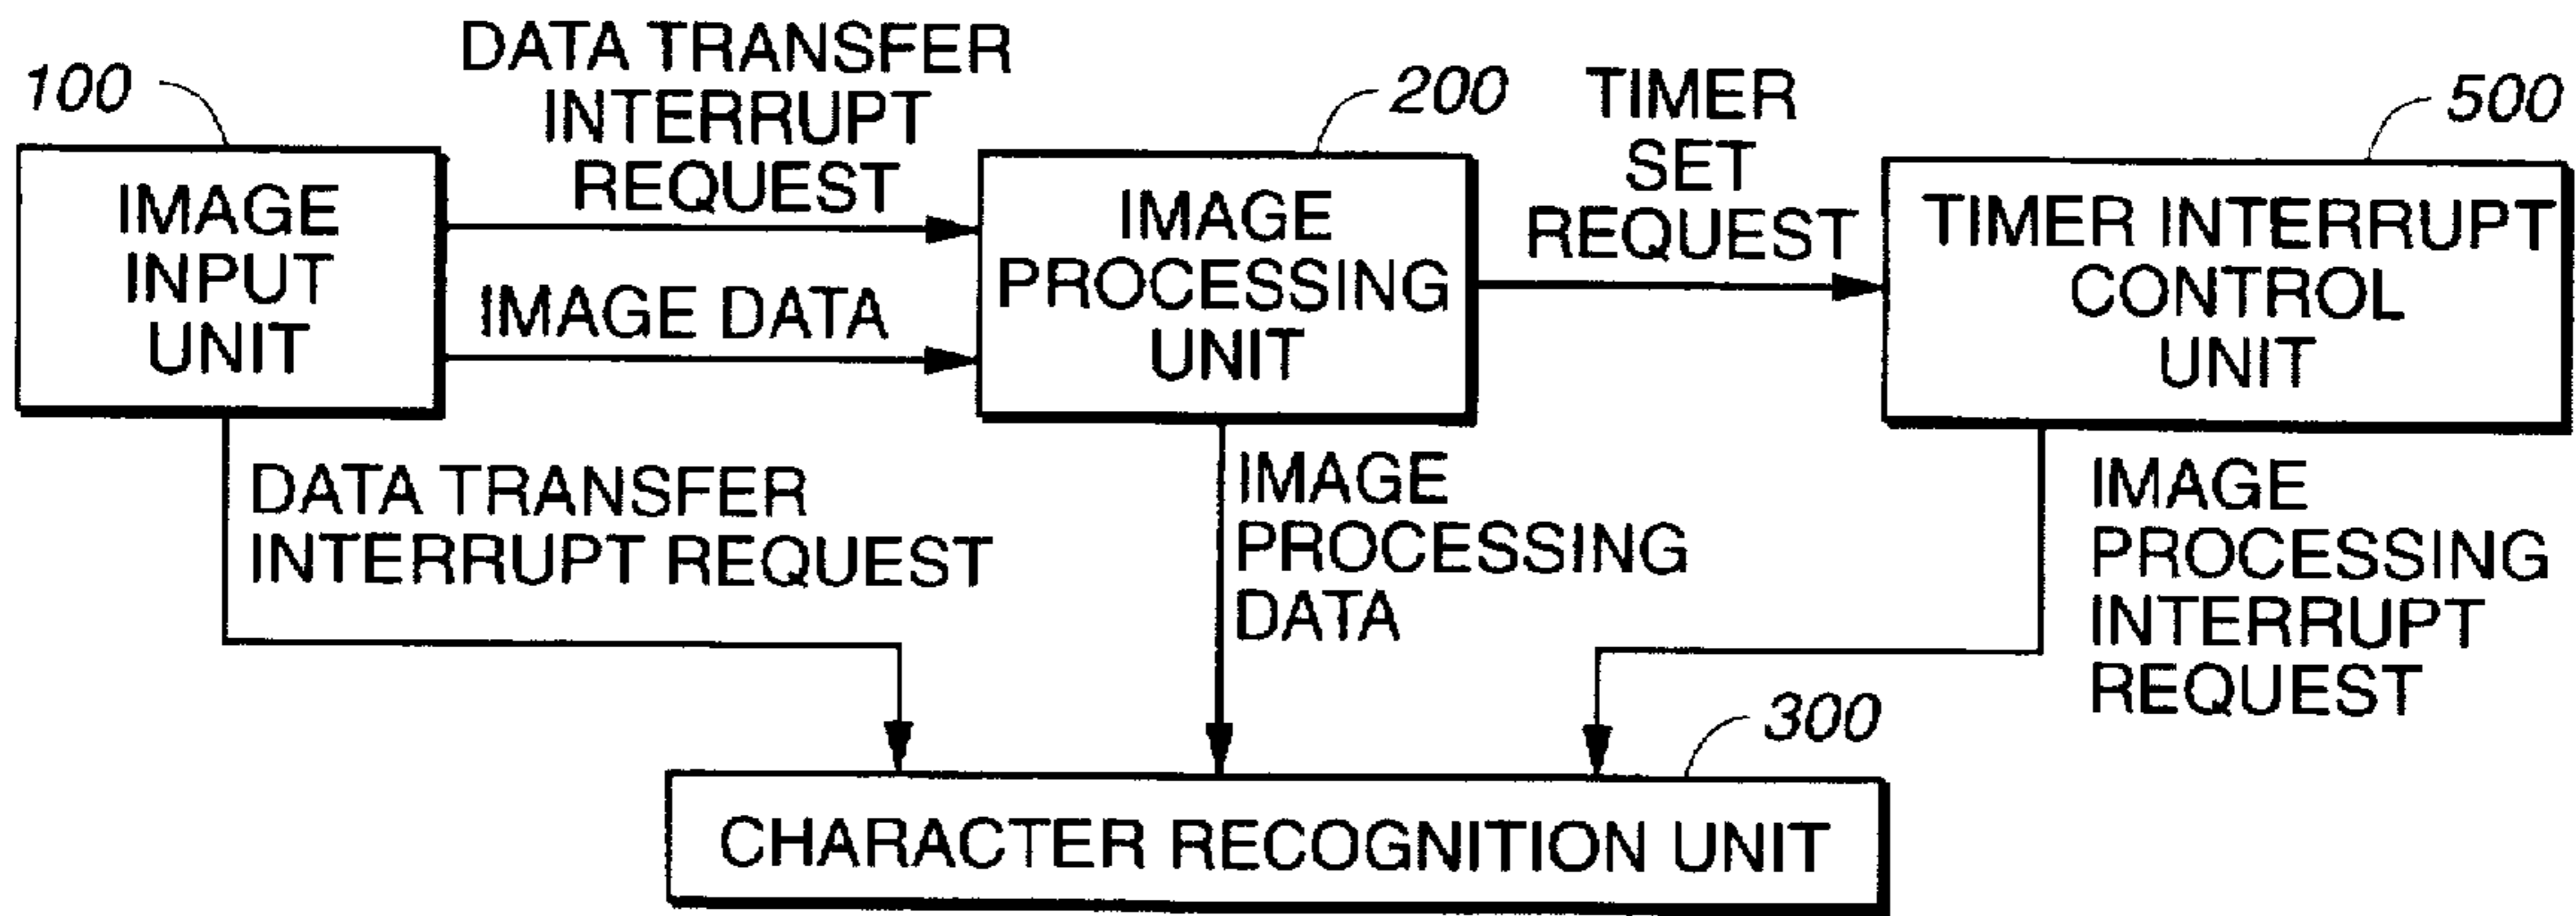 100
DATA TRANSFER
INTERRUPT
REQUEST
200
TIMER
SET
REQUEST
500
IMAGE
INPUT
UNIT
IMAGE DATA
IMAGE
PROCESSING
UNIT
TIMER INTERRUPT
CONTROL
UNIT
DATA TRANSFER
INTERRUPT REQUEST
IMAGE
PROCESSING
DATA
IMAGE
PROCESSING
INTERRUPT
REQUEST
300
CHARACTER RECOGNITION UNIT